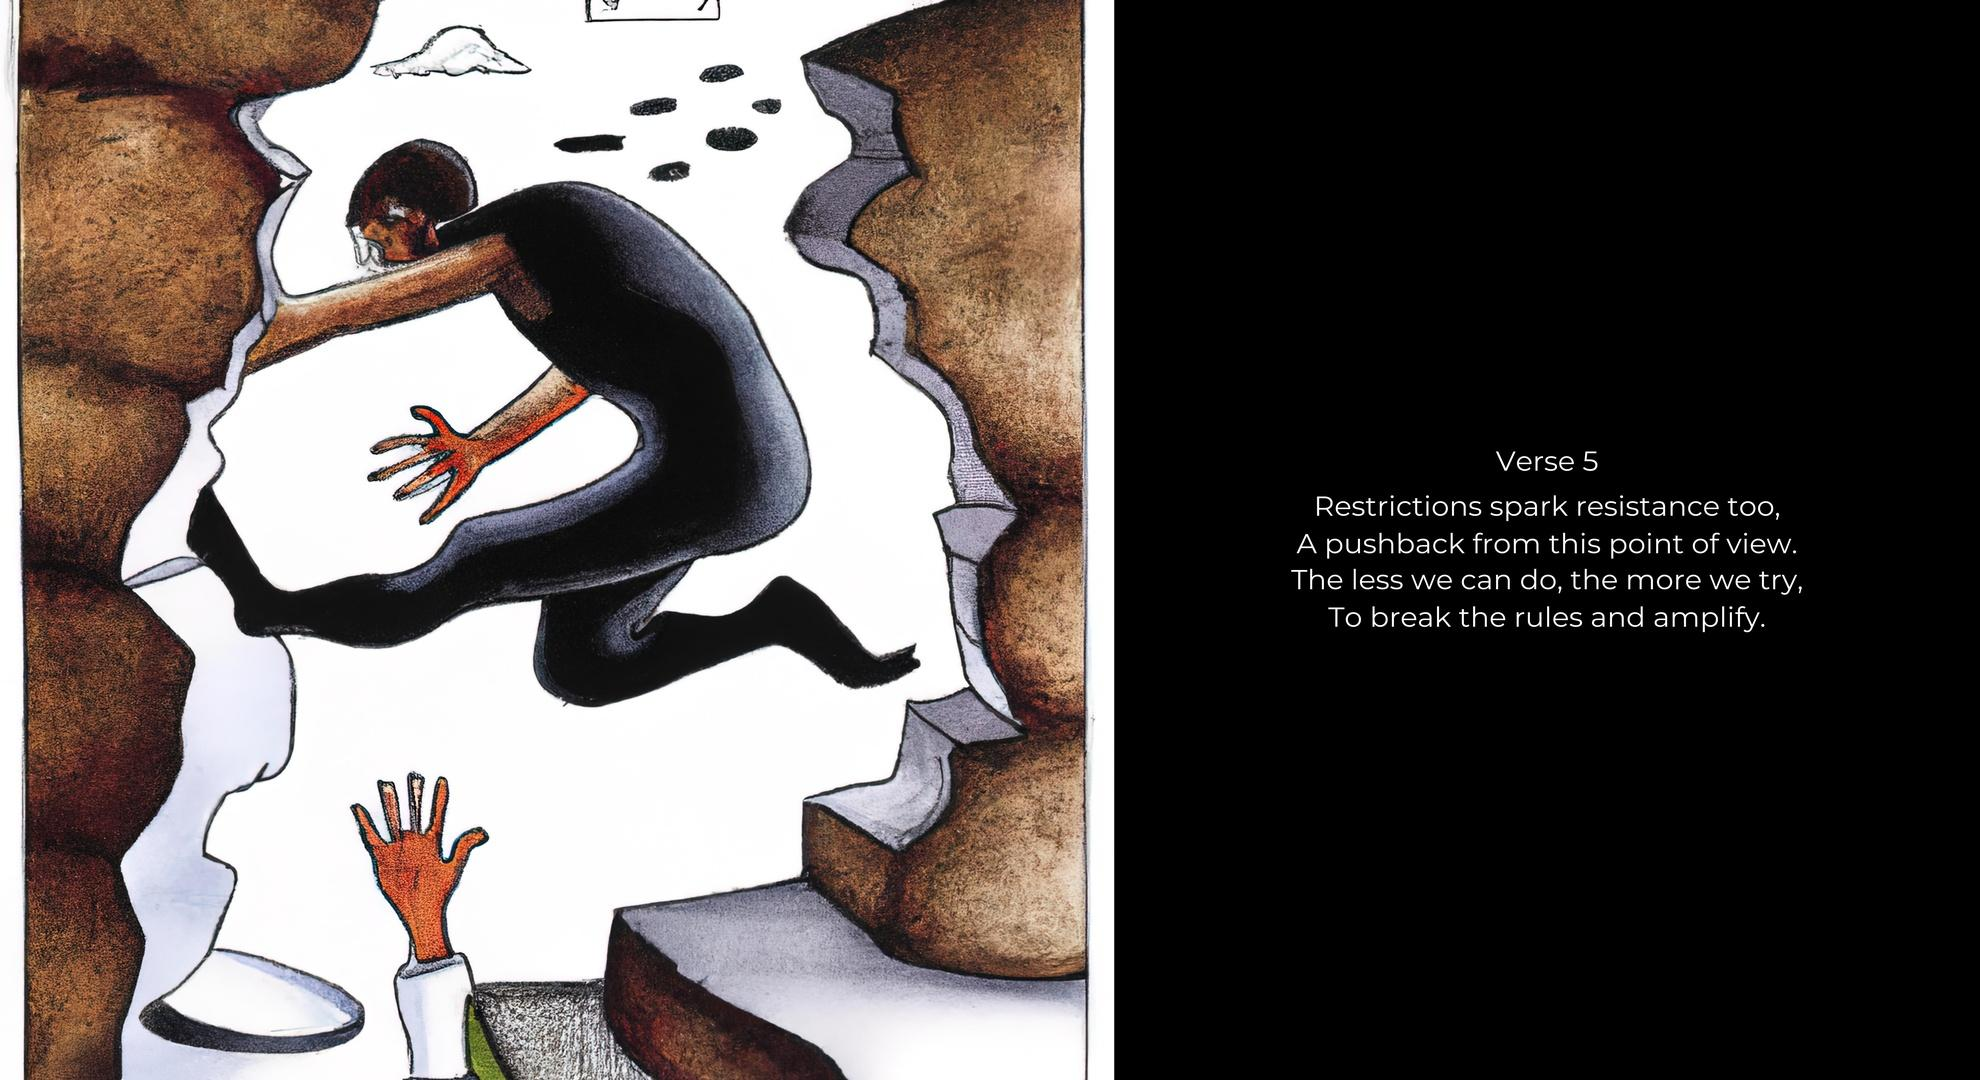 Verse 5
Restrictions spark resistance too,
A pushback from this point of view.
The less we can do, the more we try,
To break the rules and amplify.